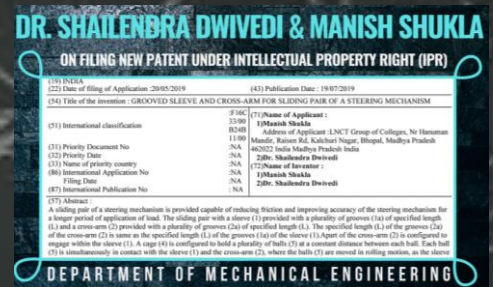 DR. SHAILENDRA DWIVEDI & MANISH SHUKLA
ON FILING NEW PATENT UNDER INTELLECTUAL PROPERTY RIGHT (IPR)
(19) INDIA
(22) Date of filing of Application :20/05/2019
(43) Publication Date : 19/07/2019
(54) Title of the invention : GROOVED SLEEVE AND CROSS-ARM FOR SLIDING PAIR OF A STEERING MECHANISM
(51) International classification
:F16C
33/00
B24B
11/00
(31) Priority Document No :NA
(32) Priority Date :NA
(33) Name of priority country :NA
(86) International Application No :NA
Filing Date :NA
(87) International Publication No : NA
(71)Name of Applicant :
1)Manish Shukla
Address of Applicant :LNCT Group of Colleges, Nr Hanuman
Mandir, Raisen Rd, Kalchuri Nagar, Bhopal, Madhya Pradesh
462022 India Madhya Pradesh India
2)Dr. Shailendra Dwivedi
(72)Name of Inventor :
1)Manish Shukla
2)Dr. Shailendra Dwivedi
(57) Abstract :
A sliding pair of a steering mechanism is provided capable of reducing friction and improving accuracy of the steering mechanism for
a longer period of application of load. The sliding pair with a sleeve (1) provided with a plurality of grooves (1a) of specified length
(L) and a cross-arm (2) provided with a plurality of grooves (2a) of specified length (L). The specified length (L) of the grooves (2a)
of the cross-arm (2) is same as the specified length (L) of the grooves (1a) of the sleeve (1).Apart of the cross-arm (2) is configured to
engage within the sleeve (1). A cage (4) is configured to hold a plurality of balls (5) at a constant distance between each ball. Each ball
(5) is simultaneously in contact with the sleeve (1) and the cross-arm (2), where the balls (5) are moved in rolling motion, as the sleeve
DEPARTMENT OF MECHANICAL ENGINEERING